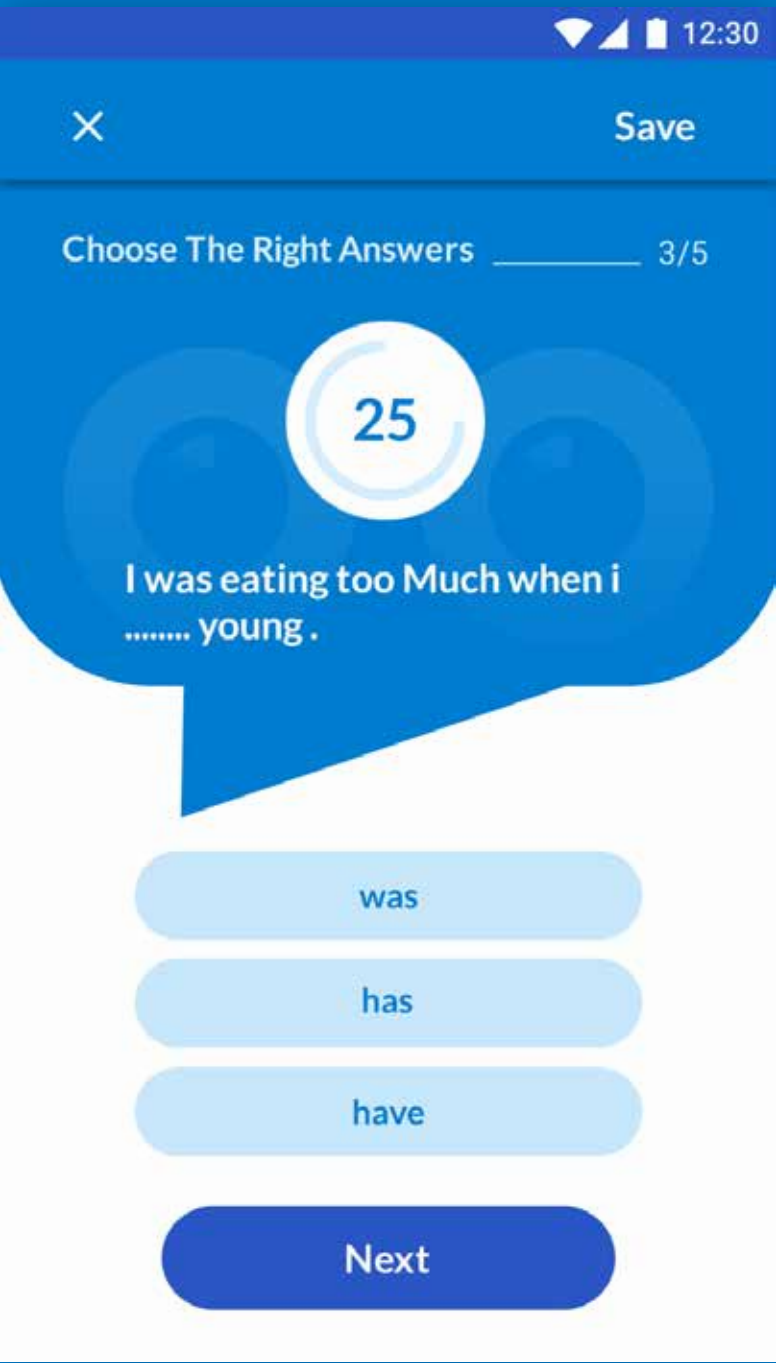 12:30
Save
Choose The Right Answers 3/5
25
I was eating too Much when i
........ young .
was
has
have
Next